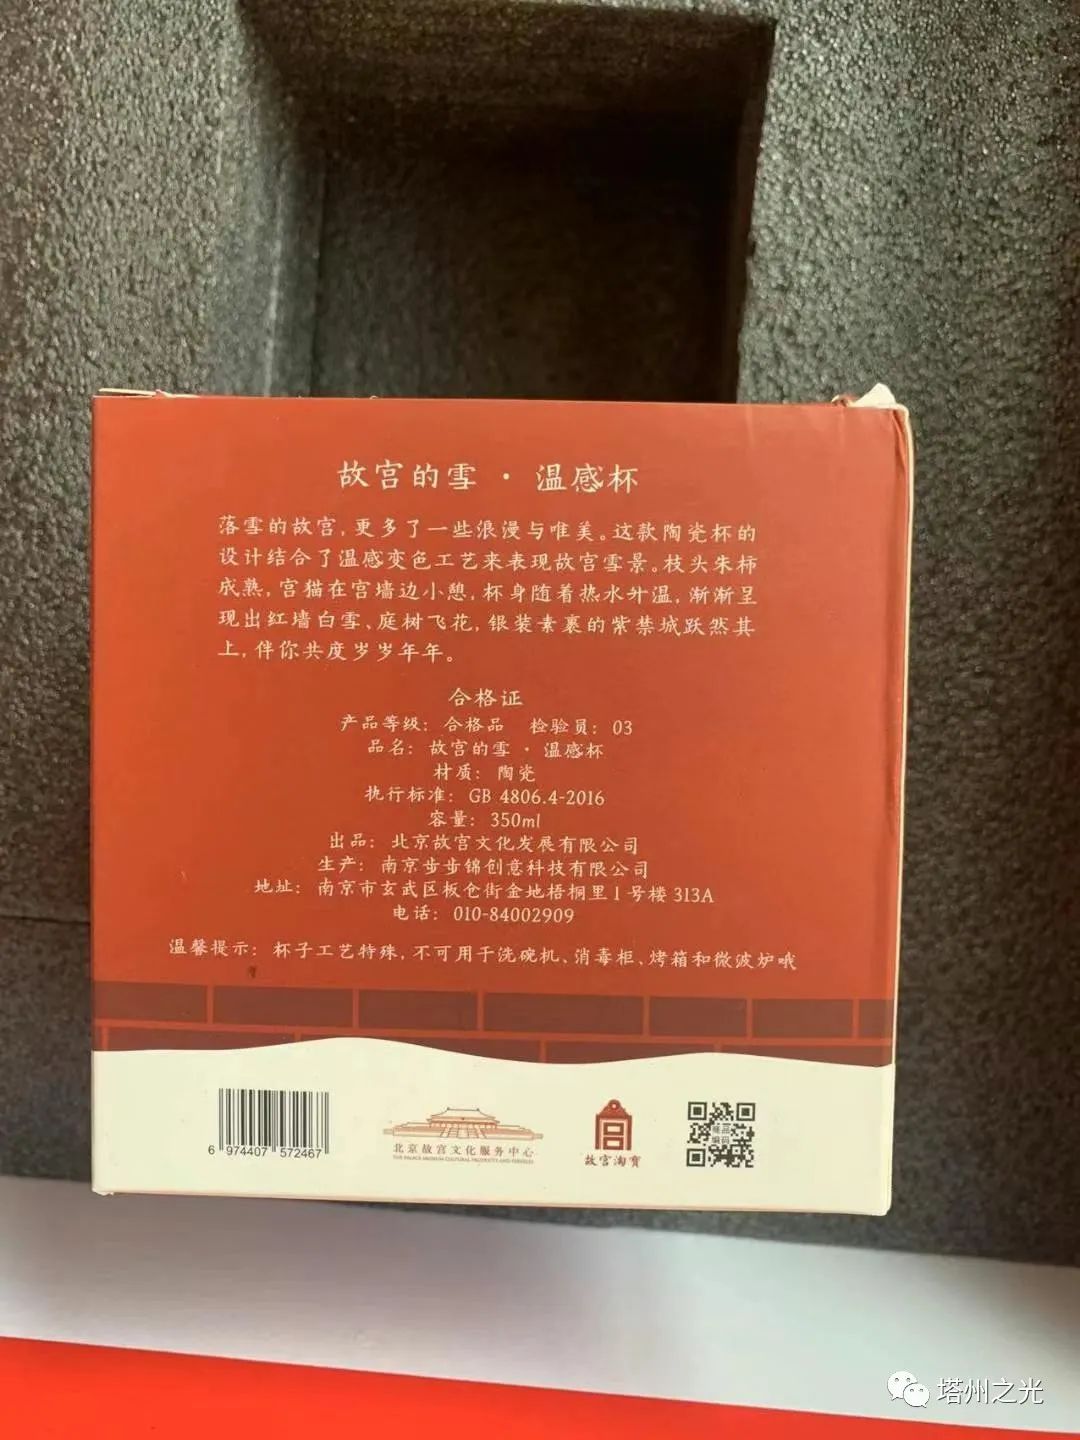 故宫的雪·温感杯
落雪的故宫,更多了一些浪漫与唯美。这款陶瓷杯的
设计结合了温感变色工艺来表现故宫雪景。枝头朱柿
成熟,宫猫在宫墙边小憩,杯身随着热水升温,渐渐呈
现出红墙白雪、庭树飞花,银装素裹的紫禁城跃然其
上,伴你共度岁岁年年。
合格证
产品等级:合格品 检验员:03
品名:故宫的雪·温感杯
材质:陶瓷
执行标准:GB 4806.4-2016
容量:350ml
出品:北京故宫文化发展有限公司
生产:南京步步锦创意科技有限公司
地址:南京市玄武区板仓街金地梧桐里1号楼313A
电话:010-84002909
温馨提示:杯子工艺特殊,不可用于洗碗机、消毒柜、烤箱和微波炉哦
6 974407 572467
北京故宫文化服务中心
故宫淘宝
塔州之光